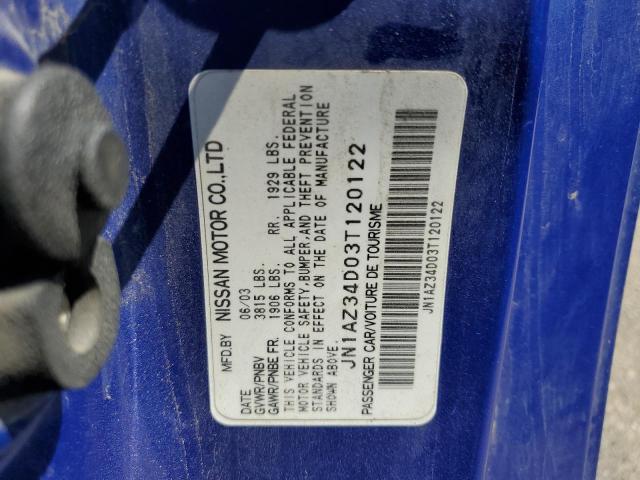 MFD.BY NISSAN MOTOR CO.,LTD
DATE 06/03
GVWR/PNBV 3815 LBS.
GAWR/PNBE FR. 1906 LBS. RR. 1929 LBS.
THIS VEHICLE CONFORMS TO ALL APPLICABLE FEDERAL
MOTOR VEHICLE SAFETY,BUMPER,AND THEFT PREVENTION
STANDARDS IN EFFECT ON THE DATE OF MANUFACTURE
SHOWN ABOVE.
JN1AZ34D03T120122
PASSENGER CAR/VOITURE DE TOURISME
JN1AZ34D03T120122